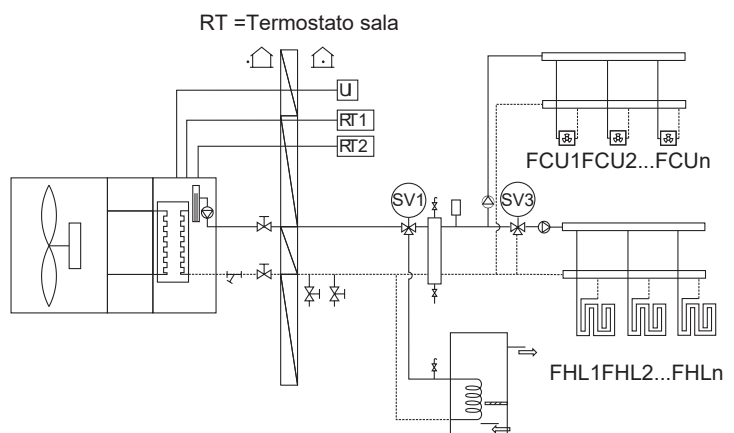 RT =Termostato sala
U
RT1
RT2
SV1
SV3
FCU1FCU2...FCUn
FHL1FHL2...FHLn